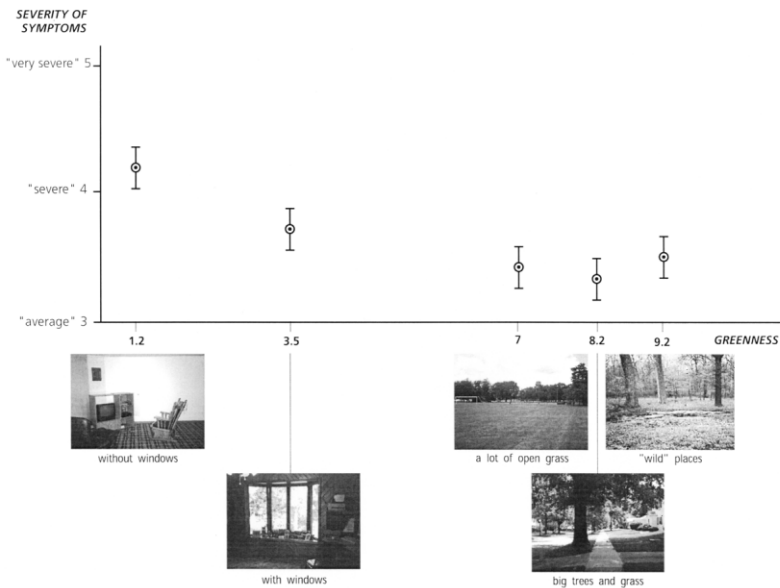 SEVERITY OF
SYMPTOMS
"very severe" 5
"severe" 4
"average" 3
1.2
3.5
7
8.2
9.2
GREENNESS
without windows
a lot of open grass
"wild" places
with windows
big trees and grass